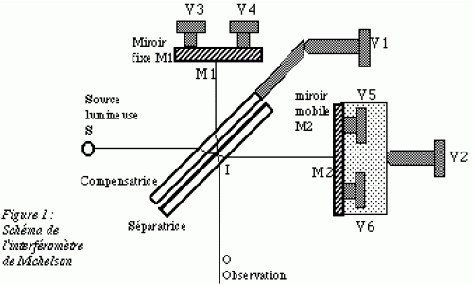 V3
V4
Miroir
fixe M1
M1
V1
Source
lumineuse
S
miroir
mobile
M2
V5
V2
M2
I
Compensatrice
Séparatrice
V6
Figure 1 :
Schéma de
l'interféromètre
de Michelson
O
Observation